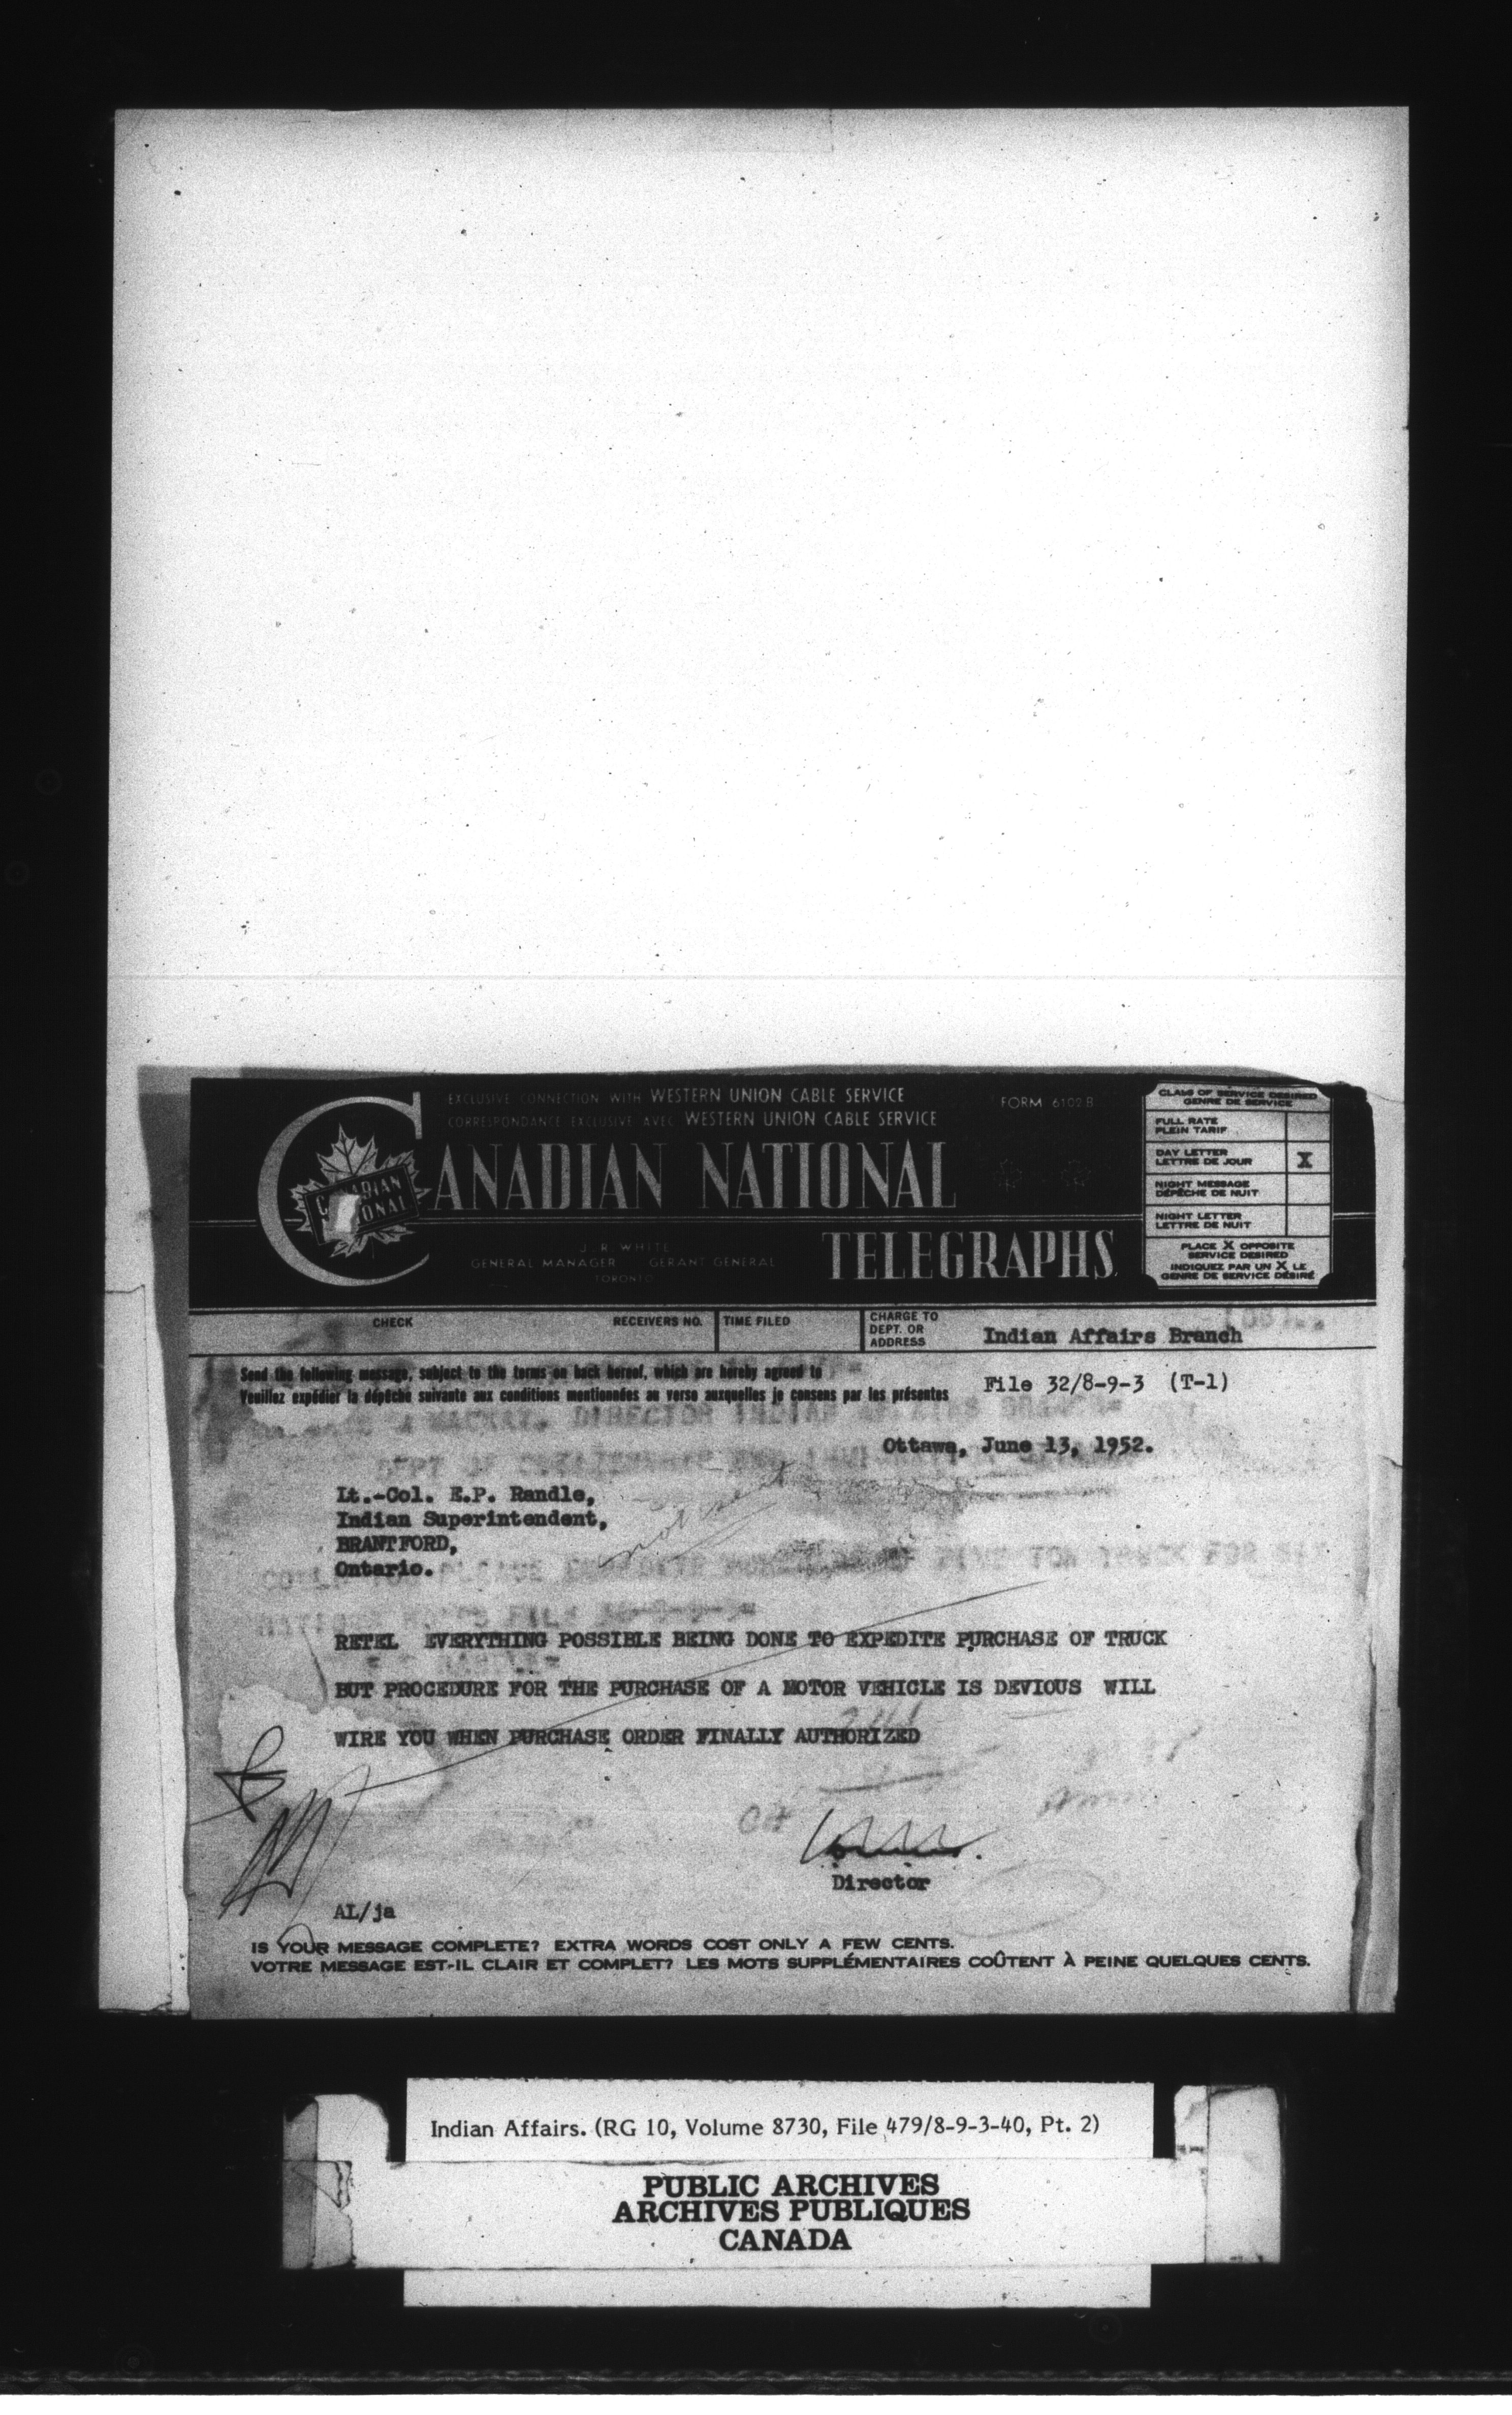 EXCLUSIVE CONNECTION WITH WESTERN UNION CABLE SERVICE
CORRESPONDANCE EXCLUSIVE AVEC WESTERN UNION CABLE SERVICE
FORM 6102B
CANADIAN NATIONAL
TELEGRAPHS
J. R. WHITE
GENERAL MANAGER GERANT GENERAL
TORONTO
CLASS OF SERVICE DESIRED
GENRE DE SERVICE
FULL RATE
PLEIN TARIF
DAY LETTER
LETTRE DE JOUR X
NIGHT MESSAGE
DÉPÊCHE DE NUIT
NIGHT LETTER
LETTRE DE NUIT
PLACE X OPPOSITE
SERVICE DESIRED
INDIQUEZ PAR UN X LE
GENRE DE SERVICE DÉSIRÉ
CHECK
RECEIVERS NO.
TIME FILED
CHARGE TO
DEPT. OR
ADDRESS
Indian Affairs Branch
Send the following message, subject to the terms on back hereof, which are hereby agreed to
Veuillez expédier la dépêche suivante aux conditions mentionnées au verso auxquelles je consens par les présentes
File 32/8-9-3 (T-1)
Ottawa, June 13, 1952.
Lt.-Col. E.P. Randle,
Indian Superintendent,
BRANTFORD,
Ontario.
not sent
RETEL EVERYTHING POSSIBLE BEING DONE TO EXPEDITE PURCHASE OF TRUCK
BUT PROCEDURE FOR THE PURCHASE OF A MOTOR VEHICLE IS DEVIOUS WILL
WIRE YOU WHEN PURCHASE ORDER FINALLY AUTHORIZED
Director
AL/ja
IS YOUR MESSAGE COMPLETE? EXTRA WORDS COST ONLY A FEW CENTS.
VOTRE MESSAGE EST-IL CLAIR ET COMPLET? LES MOTS SUPPLÉMENTAIRES COÛTENT À PEINE QUELQUES CENTS.
Indian Affairs. (RG 10, Volume 8730, File 479/8-9-3-40, Pt. 2)
PUBLIC ARCHIVES
ARCHIVES PUBLIQUES
CANADA